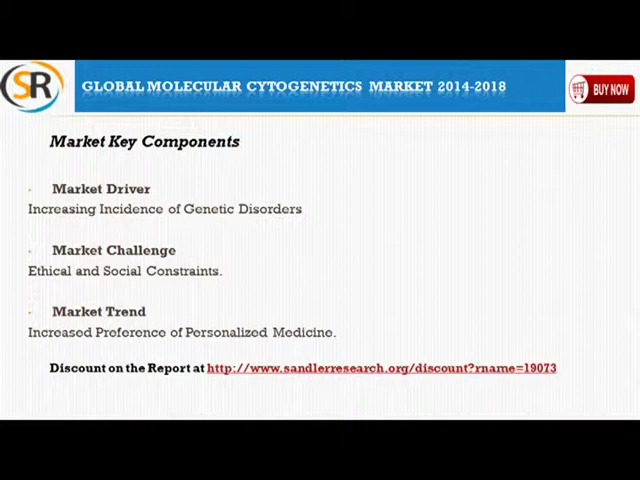 SR
GLOBAL MOLECULAR CYTOGENETICS MARKET 2014-2018
BUY NOW
Market Key Components
• Market Driver
Increasing Incidence of Genetic Disorders
• Market Challenge
Ethical and Social Constraints.
• Market Trend
Increased Preference of Personalized Medicine.
Discount on the Report at http://www.sandlerresearch.org/discount?rname=19073